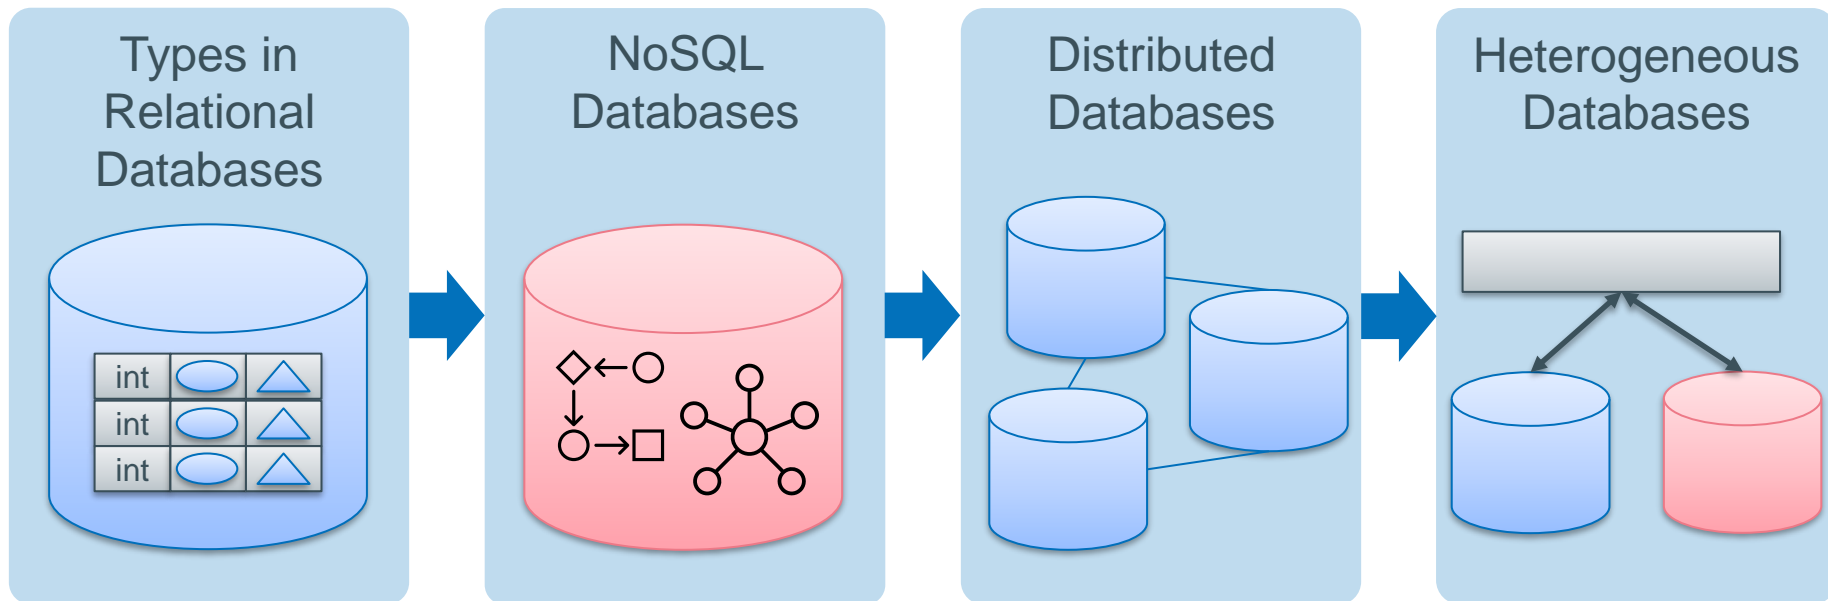 Types in
Relational
Databases
int
int
int
NoSQL
Databases
Distributed
Databases
Heterogeneous
Databases